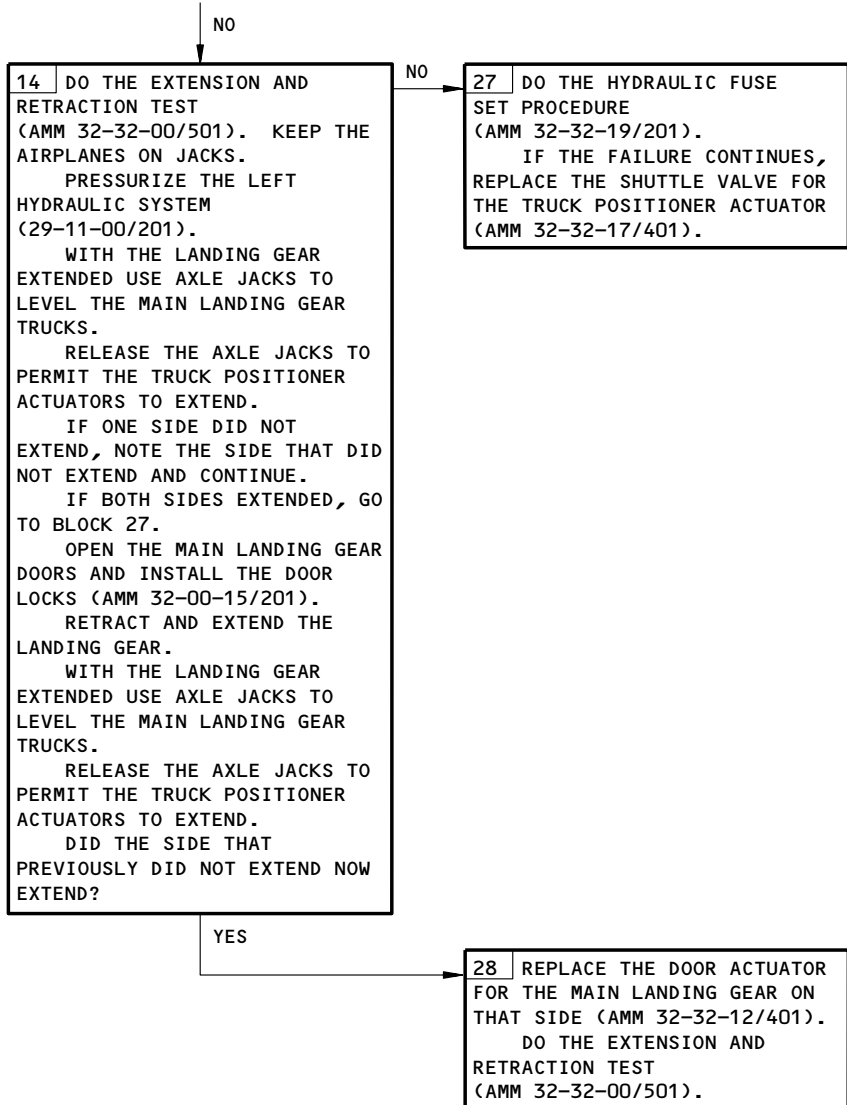 NO
14 DO THE EXTENSION AND
RETRACTION TEST
(AMM 32-32-00/501). KEEP THE
AIRPLANES ON JACKS.
PRESSURIZE THE LEFT
HYDRAULIC SYSTEM
(29-11-00/201).
WITH THE LANDING GEAR
EXTENDED USE AXLE JACKS TO
LEVEL THE MAIN LANDING GEAR
TRUCKS.
RELEASE THE AXLE JACKS TO
PERMIT THE TRUCK POSITIONER
ACTUATORS TO EXTEND.
IF ONE SIDE DID NOT
EXTEND, NOTE THE SIDE THAT DID
NOT EXTEND AND CONTINUE.
IF BOTH SIDES EXTENDED, GO
TO BLOCK 27.
OPEN THE MAIN LANDING GEAR
DOORS AND INSTALL THE DOOR
LOCKS (AMM 32-00-15/201).
RETRACT AND EXTEND THE
LANDING GEAR.
WITH THE LANDING GEAR
EXTENDED USE AXLE JACKS TO
LEVEL THE MAIN LANDING GEAR
TRUCKS.
RELEASE THE AXLE JACKS TO
PERMIT THE TRUCK POSITIONER
ACTUATORS TO EXTEND.
DID THE SIDE THAT
PREVIOUSLY DID NOT EXTEND NOW
EXTEND?
NO
27 DO THE HYDRAULIC FUSE
SET PROCEDURE
(AMM 32-32-19/201).
IF THE FAILURE CONTINUES,
REPLACE THE SHUTTLE VALVE FOR
THE TRUCK POSITIONER ACTUATOR
(AMM 32-32-17/401).
YES
28 REPLACE THE DOOR ACTUATOR
FOR THE MAIN LANDING GEAR ON
THAT SIDE (AMM 32-32-12/401).
DO THE EXTENSION AND
RETRACTION TEST
(AMM 32-32-00/501).